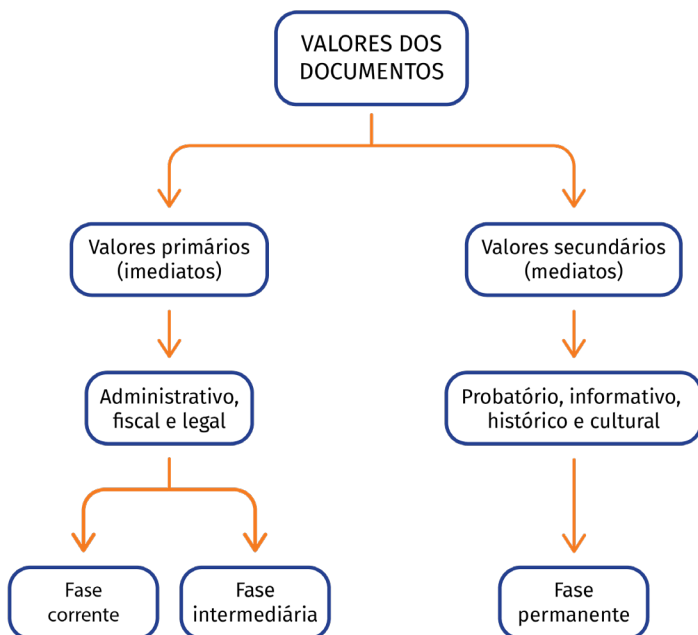 VALORES DOS
DOCUMENTOS
Valores primários
(imediatos)
Valores secundários
(mediatos)
Administrativo,
fiscal e legal
Probatório, informativo,
histórico e cultural
Fase
corrente
Fase
intermediária
Fase
permanente